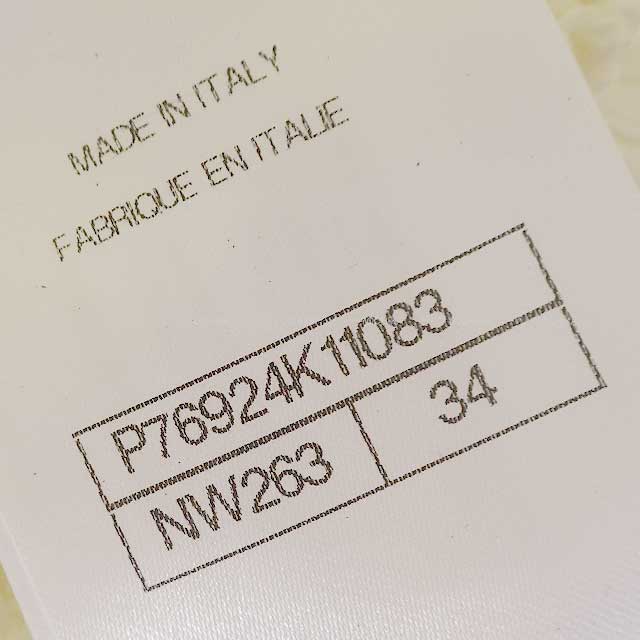 MADE IN ITALY
FABRIQUE EN ITALIE
P76924K11083
NW263 34